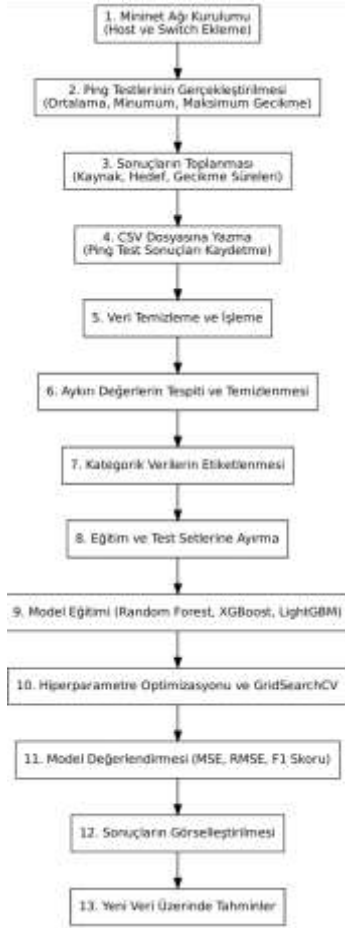 1. Mininet Ağı Kurulumu
(Host ve Switch Ekleme)
2. Ping Testlerinin Gerçekleştirilmesi
(Ortalama, Minumum, Maksimum Gecikme)
3. Sonuçların Toplanması
(Kaynak, Hedef, Gecikme Süreleri)
4. CSV Dosyasına Yazma
(Ping Test Sonuçları Kaydetme)
5. Veri Temizleme ve İşleme
6. Aykırı Değerlerin Tespiti ve Temizlenmesi
7. Kategorik Verilerin Etiketlenmesi
8. Eğitim ve Test Setlerine Ayırma
9. Model Eğitimi (Random Forest, XGBoost, LightGBM)
10. Hiperparametre Optimizasyonu ve GridSearchCV
11. Model Değerlendirmesi (MSE, RMSE, F1 Skoru)
12. Sonuçların Görselleştirilmesi
13. Yeni Veri Üzerinde Tahminler